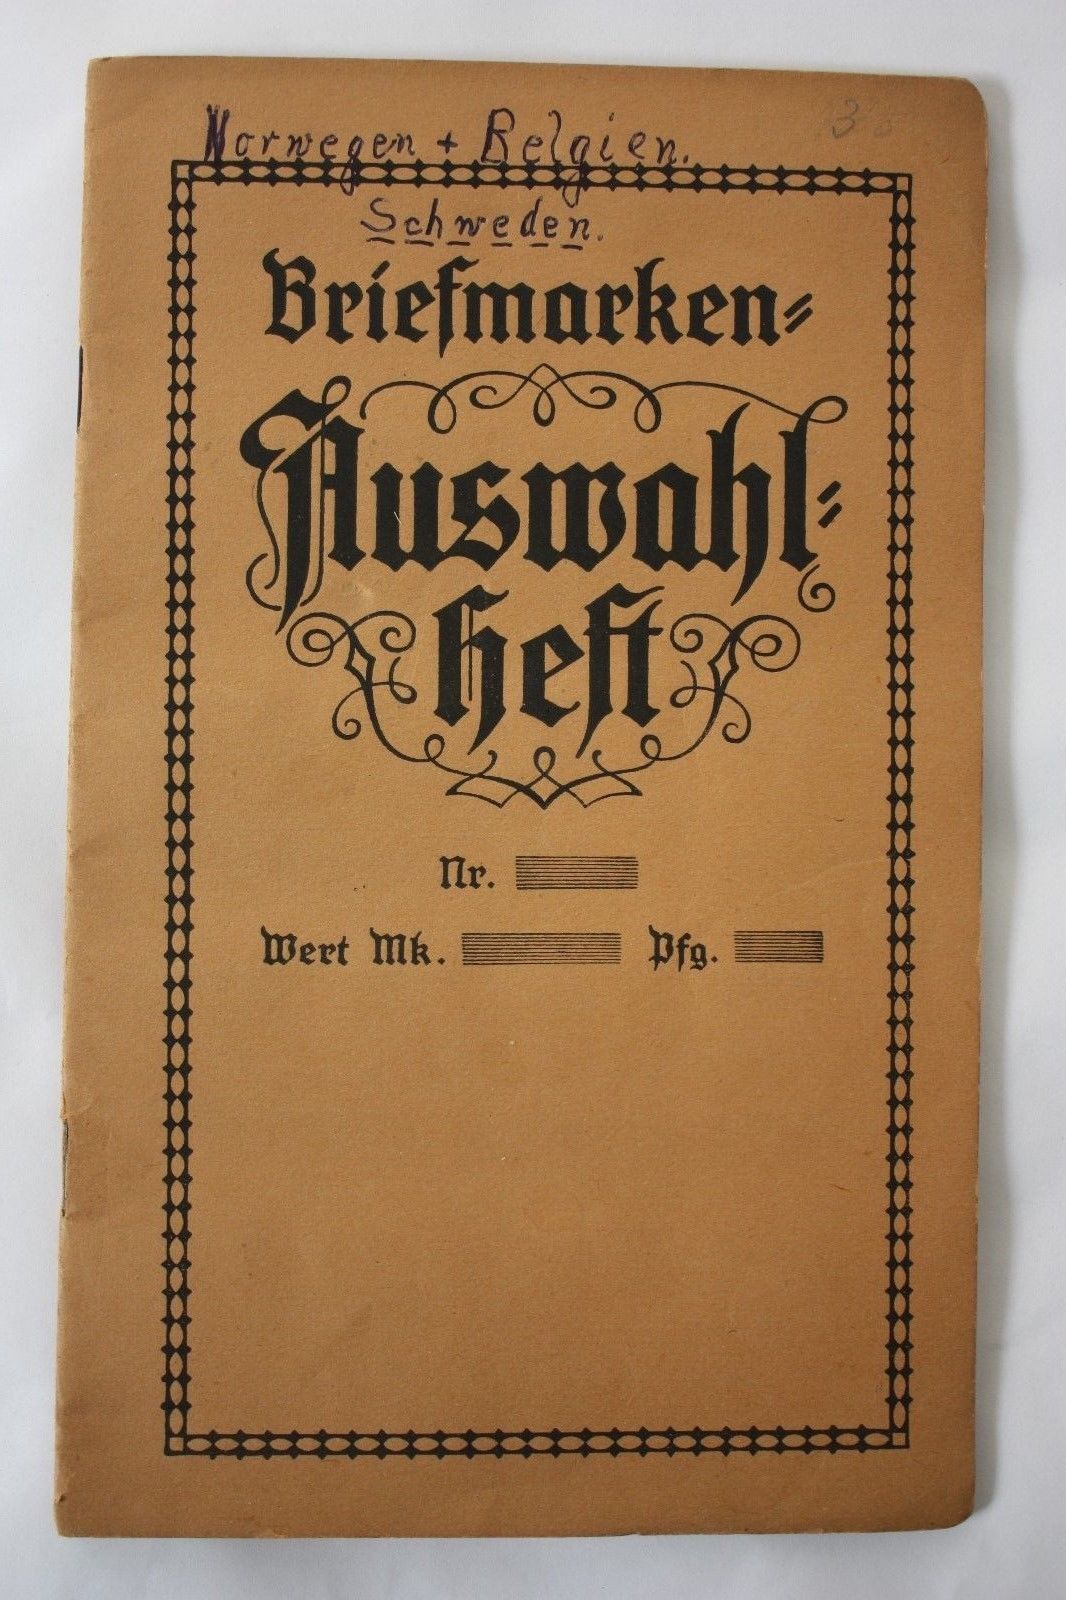 Norwegen + Belgien.
Schweden.
Briefmarken=
Auswahl=
heft
Nr.
Wert Mk. Pfg.